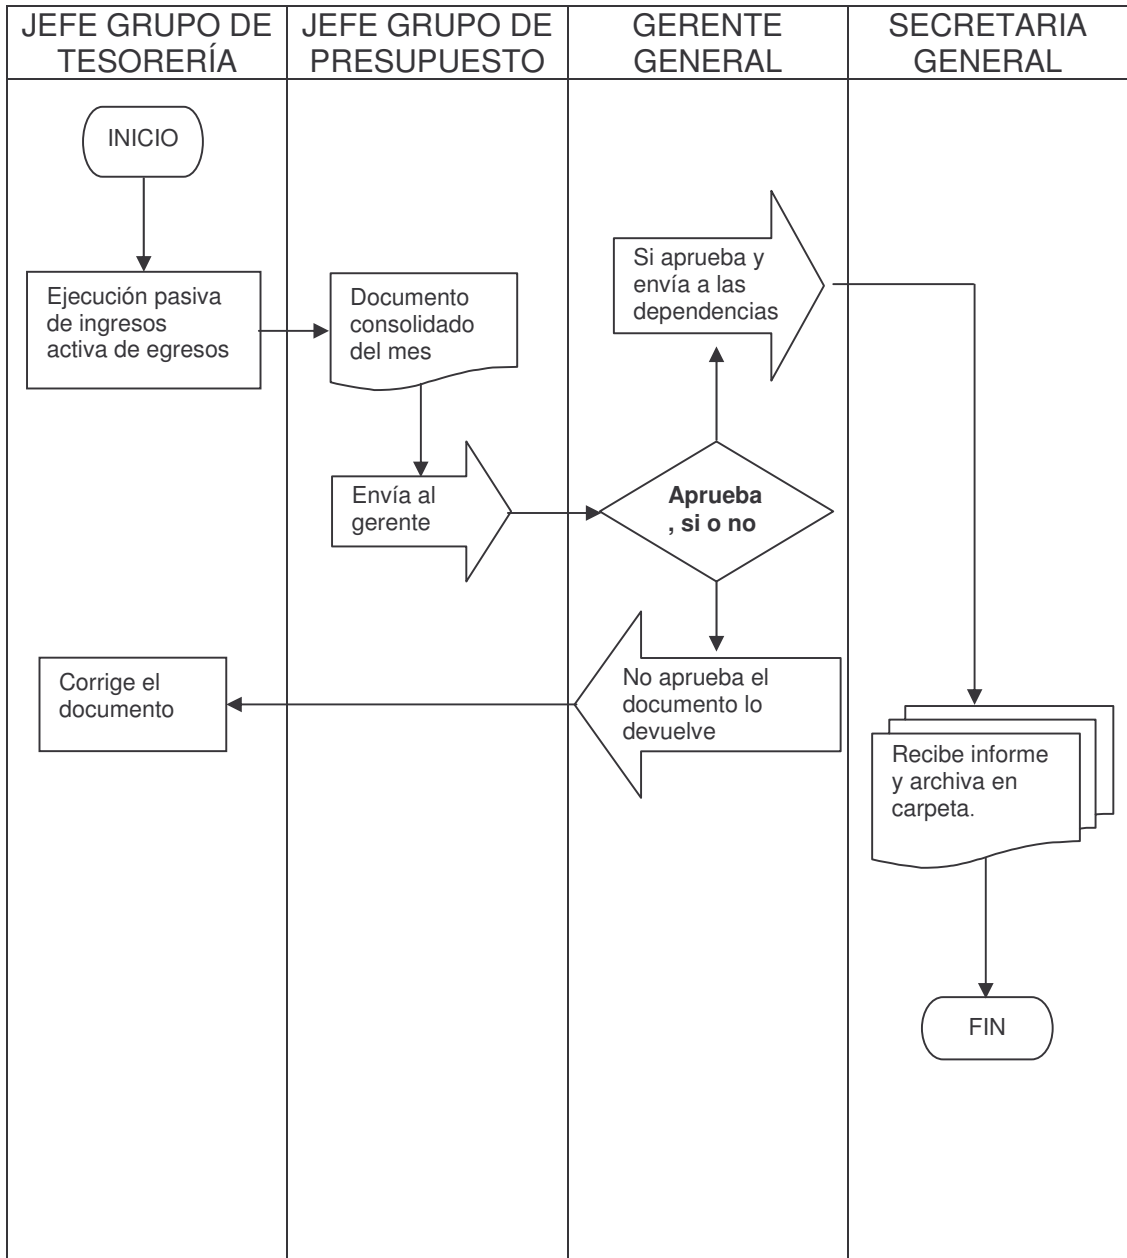 JEFE GRUPO DE
TESORERÍA
JEFE GRUPO DE
PRESUPUESTO
GERENTE
GENERAL
SECRETARIA
GENERAL
INICIO
Ejecución pasiva
de ingresos
activa de egresos
Documento
consolidado
del mes
Envía al
gerente
Si aprueba y
envía a las
dependencias
Aprueba
, si o no
No aprueba el
documento lo
devuelve
Corrige el
documento
Recibe informe
y archiva en
carpeta.
FIN